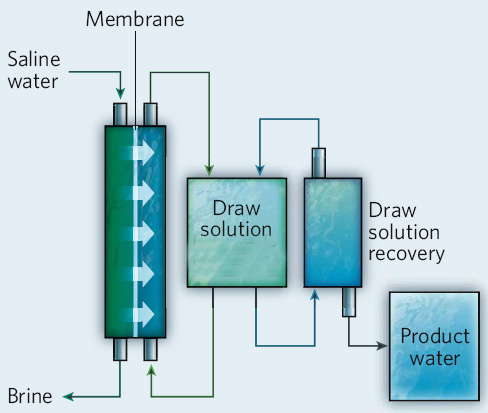 Membrane
Saline
water
Draw
solution
Draw
solution
recovery
Product
water
Brine